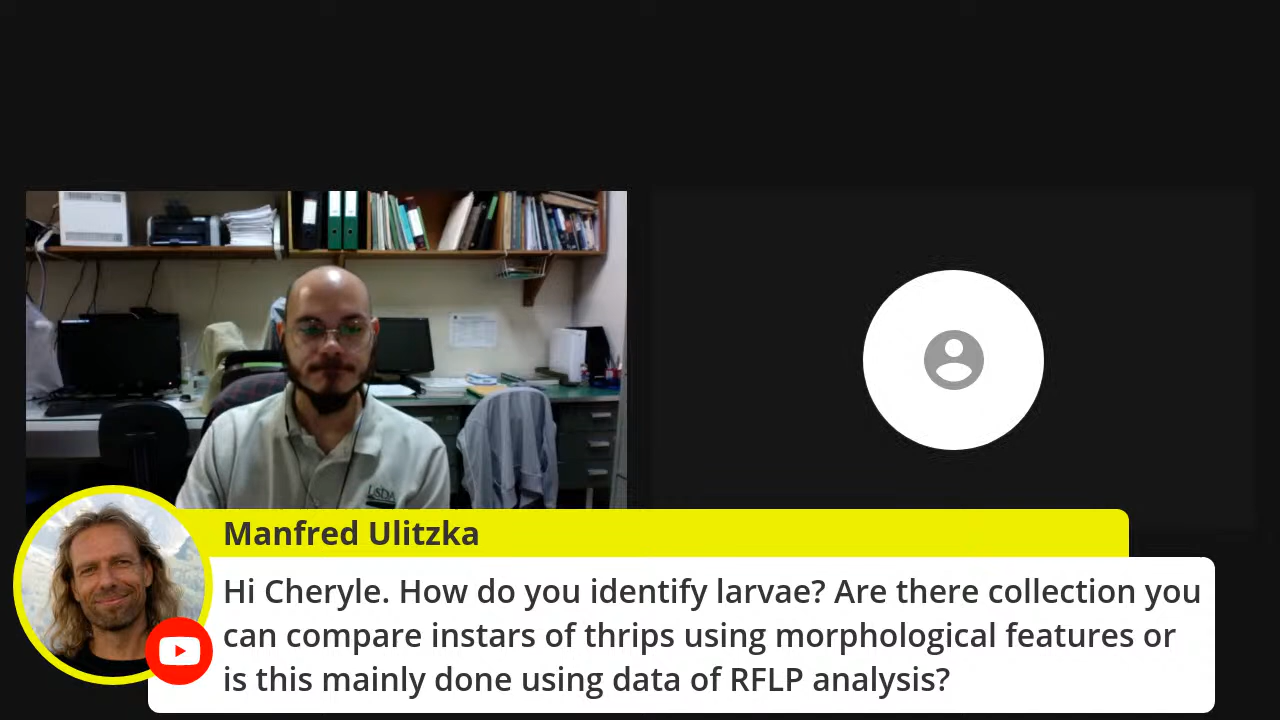 USDA
Manfred Ulitzka
Hi Cheryle. How do you identify larvae? Are there collection you
can compare instars of thrips using morphological features or
is this mainly done using data of RFLP analysis?